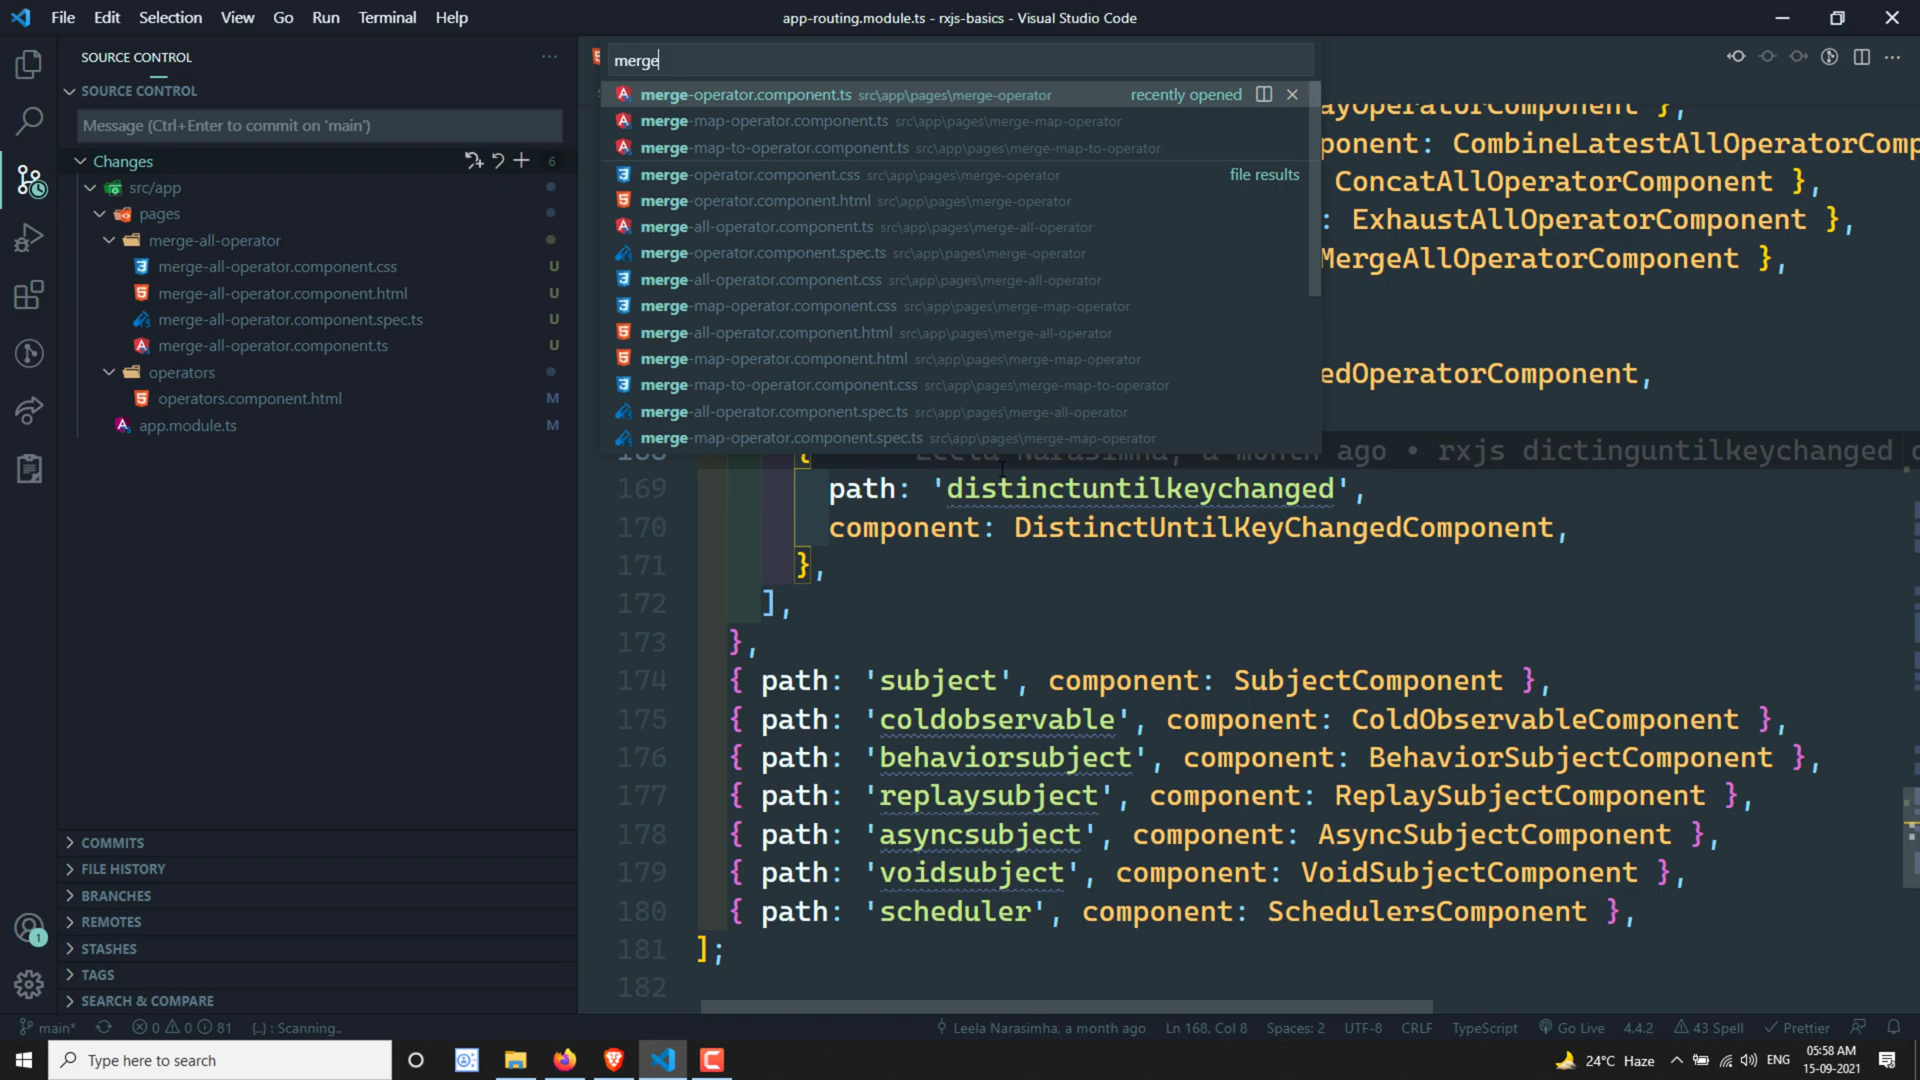 File Edit Selection View Go Run Terminal Help
app-routing.module.ts - rxjs-basics - Visual Studio Code
SOURCE CONTROL
SOURCE CONTROL
Message (Ctrl+Enter to commit on 'main')
Changes 6
src/app
pages
merge-all-operator
merge-all-operator.component.css U
merge-all-operator.component.html U
merge-all-operator.component.spec.ts U
merge-all-operator.component.ts U
operators
operators.component.html M
app.module.ts M
COMMITS
FILE HISTORY
BRANCHES
REMOTES
STASHES
TAGS
SEARCH & COMPARE
merge
merge-operator.component.ts src\app\pages\merge-operator recently opened
merge-map-operator.component.ts src\app\pages\merge-map-operator
merge-map-to-operator.component.ts src\app\pages\merge-map-to-operator
merge-operator.component.css src\app\pages\merge-operator file results
merge-operator.component.html src\app\pages\merge-operator
merge-all-operator.component.ts src\app\pages\merge-all-operator
merge-operator.component.spec.ts src\app\pages\merge-operator
merge-all-operator.component.css src\app\pages\merge-all-operator
merge-map-operator.component.css src\app\pages\merge-map-operator
merge-all-operator.component.html src\app\pages\merge-all-operator
merge-map-operator.component.html src\app\pages\merge-map-operator
merge-map-to-operator.component.css src\app\pages\merge-map-to-operator
merge-all-operator.component.spec.ts src\app\pages\merge-all-operator
merge-map-operator.component.spec.ts src\app\pages\merge-map-operator
ayOperatorComponent },
ponent: CombineLatestAllOperatorComp
ConcatAllOperatorComponent },
: ExhaustAllOperatorComponent },
MergeAllOperatorComponent },
edOperatorComponent,
168 { Leela Narasimha, a month ago • rxjs dictinguntilkeychanged
169 path: 'distinctuntilkeychanged',
170 component: DistinctUntilKeyChangedComponent,
171 },
172 ],
173 },
174 { path: 'subject', component: SubjectComponent },
175 { path: 'coldobservable', component: ColdObservableComponent },
176 { path: 'behaviorsubject', component: BehaviorSubjectComponent },
177 { path: 'replaysubject', component: ReplaySubjectComponent },
178 { path: 'asyncsubject', component: AsyncSubjectComponent },
179 { path: 'voidsubject', component: VoidSubjectComponent },
180 { path: 'scheduler', component: SchedulersComponent },
181 ];
182
main* 0 0 81 {..} : Scanning.. Leela Narasimha, a month ago Ln 168, Col 8 Spaces: 2 UTF-8 CRLF TypeScript Go Live 4.4.2 43 Spell Prettier
1
Type here to search
24°C Haze ENG
05:58 AM
15-09-2021